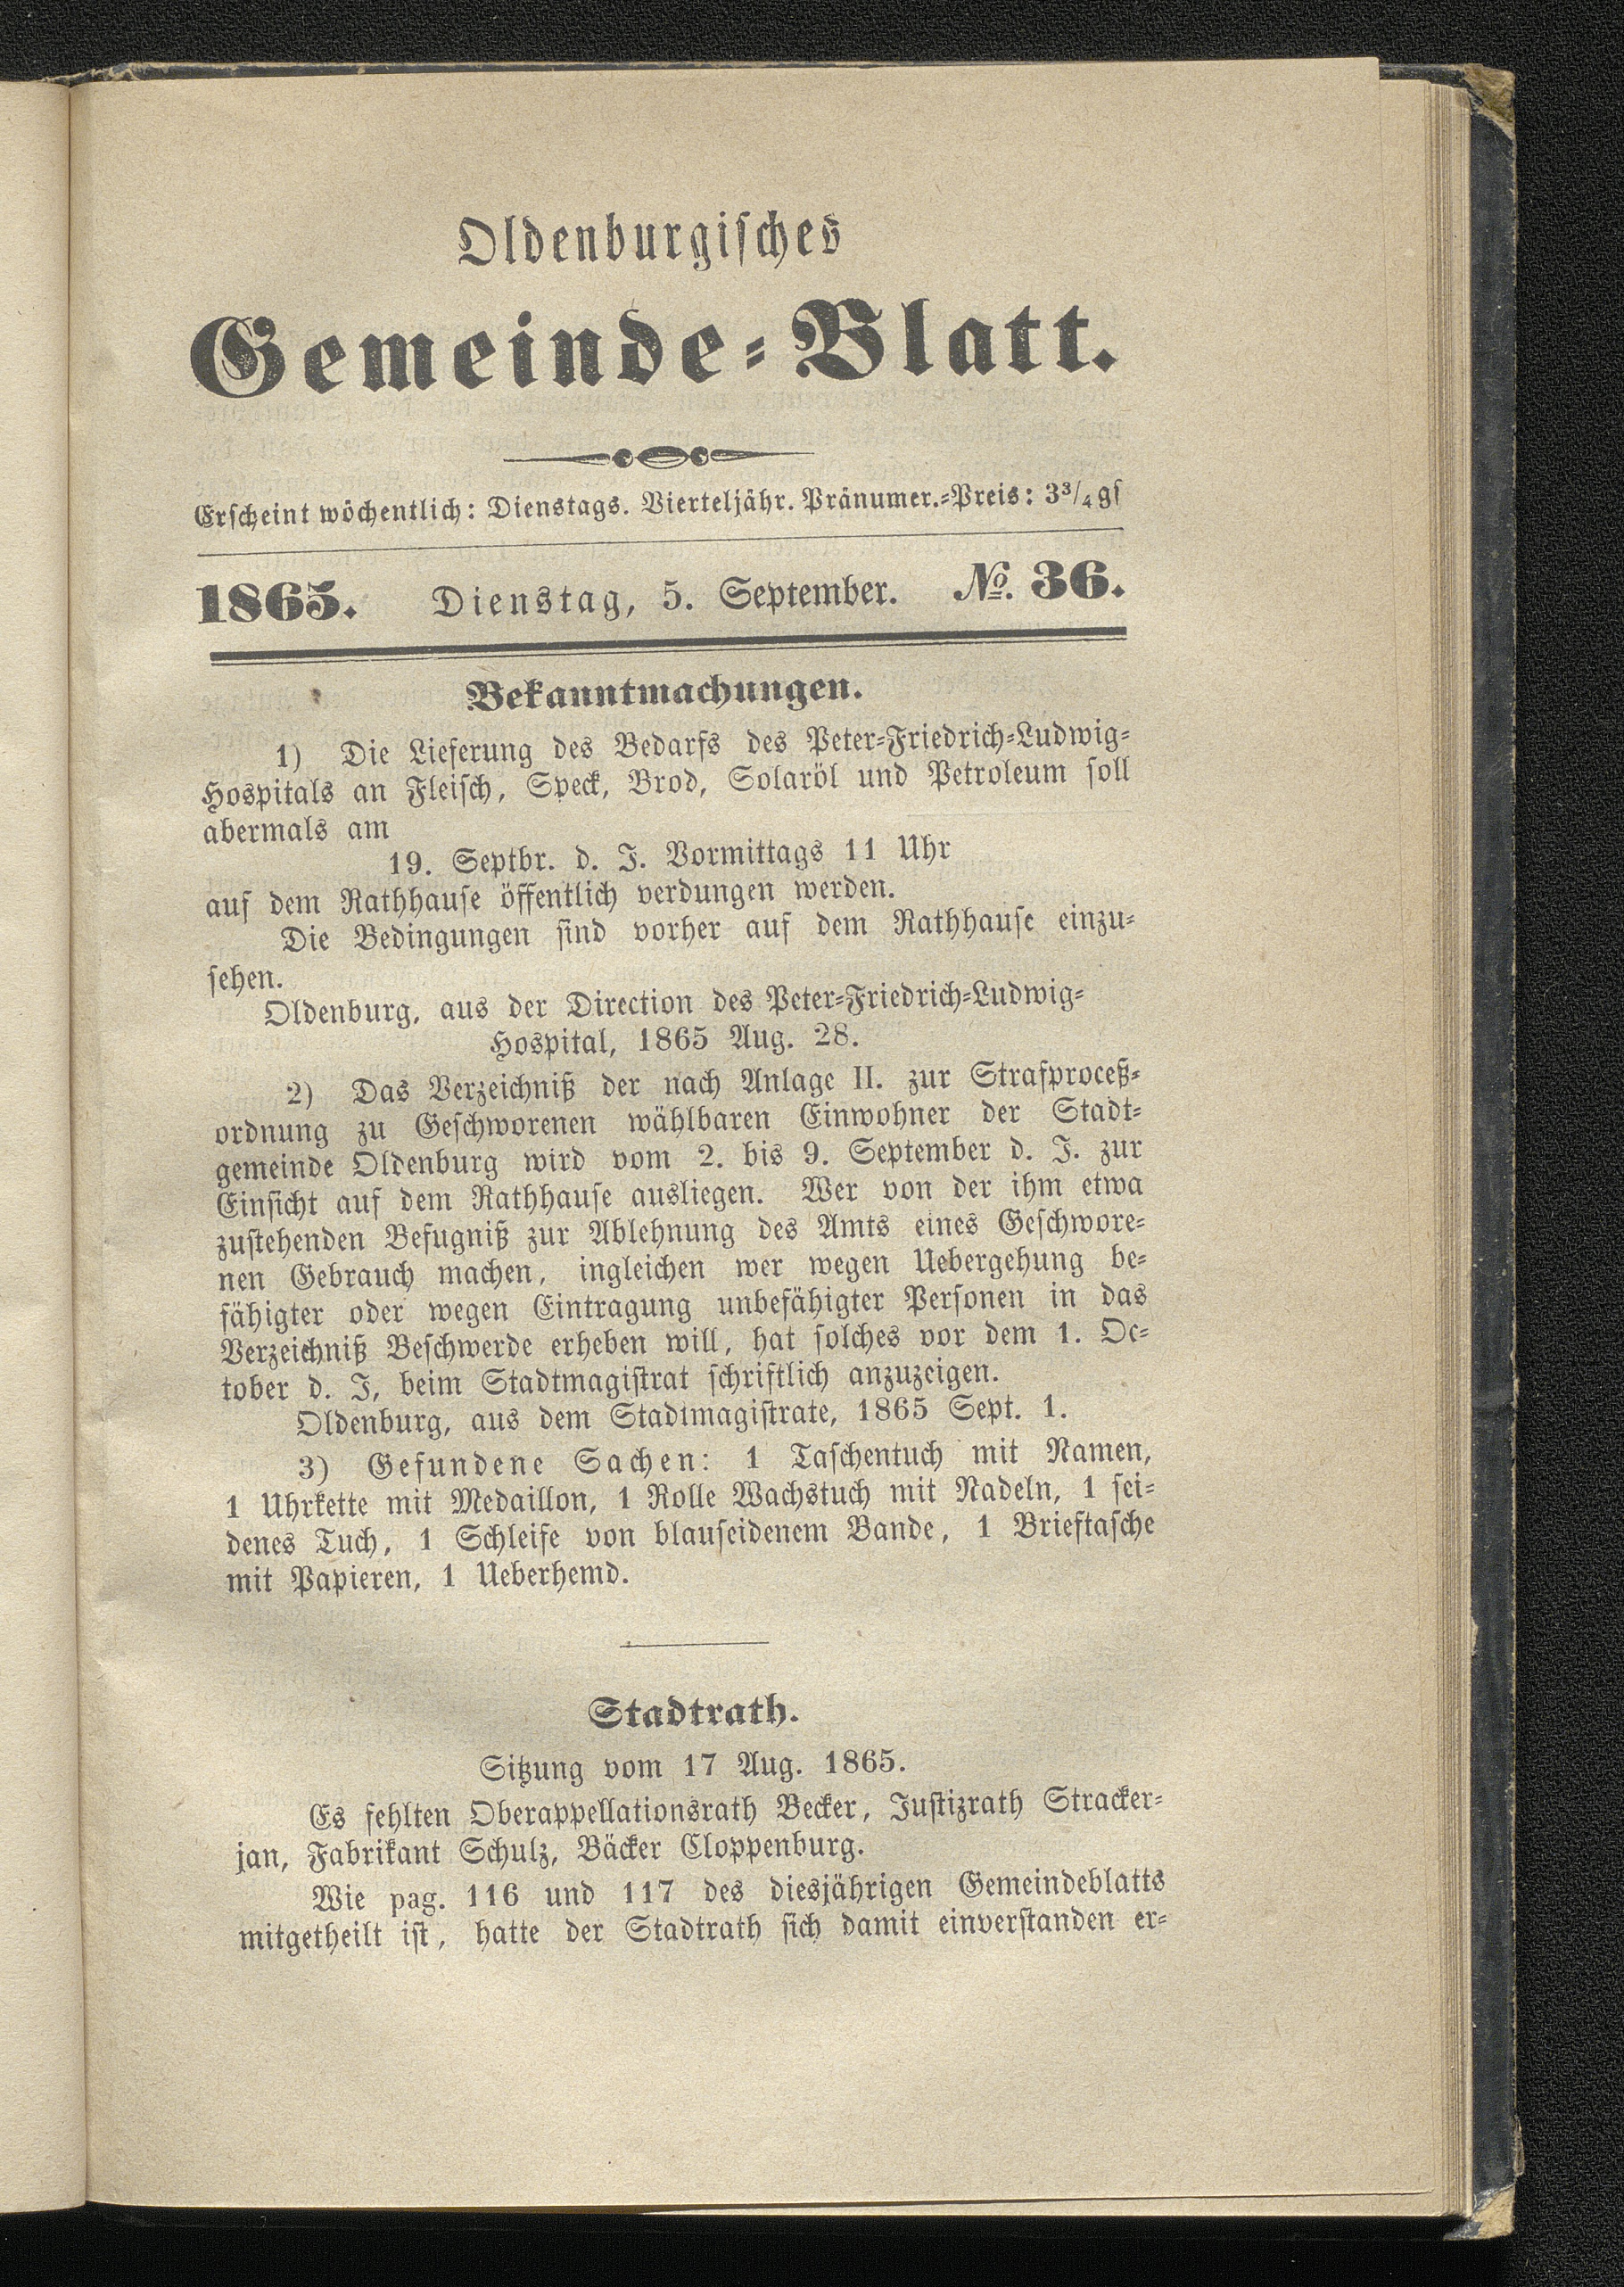 Oldenburgisches
Gemeinde-Blatt.
Erscheint wöchentlich: Dienstags. Vierteljähr. Pränumer.-Preis: 3¾ gs
1865. Dienstag, 5. September. №. 36.
Bekanntmachungen.
1) Die Lieferung des Bedarfs des Peter-Friedrich-Ludwig-
Hospitals an Fleisch, Speck, Brod, Solaröl und Petroleum soll
abermals am
19. Septbr. d. J. Vormittags 11 Uhr
auf dem Rathhause öffentlich verdungen werden.
Die Bedingungen sind vorher auf dem Rathhause einzu-
sehen.
Oldenburg, aus der Direction des Peter-Friedrich-Ludwig-
Hospital, 1865 Aug. 28.
2) Das Verzeichniß der nach Anlage II. zur Strafproceß-
ordnung zu Geschworenen wählbaren Einwohner der Stadt-
gemeinde Oldenburg wird vom 2. bis 9. September d. J. zur
Einsicht auf dem Rathhause ausliegen. Wer von der ihm etwa
zustehenden Befugniß zur Ablehnung des Amts eines Geschwore-
nen Gebrauch machen, ingleichen wer wegen Uebergehung be-
fähigter oder wegen Eintragung unbefähigter Personen in das
Verzeichniß Beschwerde erheben will, hat solches vor dem 1. Oc-
tober d. J, beim Stadtmagistrat schriftlich anzuzeigen.
Oldenburg, aus dem Stadtmagistrate, 1865 Sept. 1.
3) Gefundene Sachen: 1 Taschentuch mit Namen,
1 Uhrkette mit Medaillon, 1 Rolle Wachstuch mit Nadeln, 1 sei-
denes Tuch, 1 Schleife von blauseidenem Bande, 1 Brieftasche
mit Papieren, 1 Ueberhemd.
Stadtrath.
Sitzung vom 17 Aug. 1865.
Es fehlten Oberappellationsrath Becker, Justizrath Stracker-
jan, Fabrikant Schulz, Bäcker Cloppenburg.
Wie pag. 116 und 117 des diesjährigen Gemeindeblatts
mitgetheilt ist, hatte der Stadtrath sich damit einverstanden er-